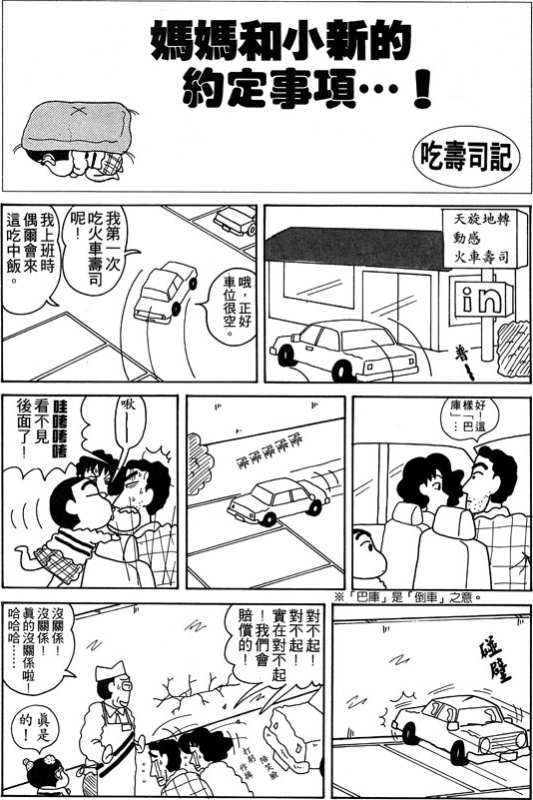 媽媽和小新的
約定事項…！
吃壽司記
天旋地轉
動感
火車壽司
in
哦，正好
車位很空。
我第一次
吃火車壽司
呢！
我上班時
偶爾會來
這吃中飯。
好！這
樣「巴
庫」…
※「巴庫」是「倒車」之意。
啾—
哇嘻嘻嘻
看不見
後面了！
碰壁
對不起！
對不起！
實在對不起
！我們會
賠償的！
沒關係！
沒關係！
真的沒關係啦！
哈哈哈……
真是
的！